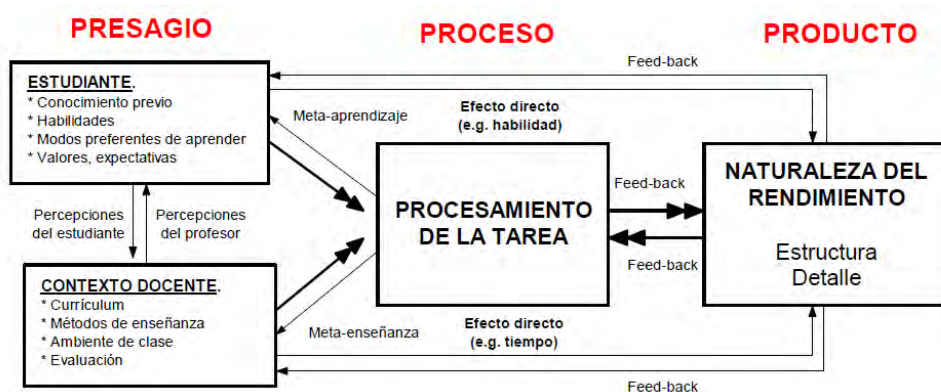 PRESAGIO
PROCESO
PRODUCTO
ESTUDIANTE.
* Conocimiento previo
* Habilidades
* Modos preferentes de aprender
* Valores, expectativas
Feed-back
Efecto directo
(e.g. habilidad)
Meta-aprendizaje
Percepciones
del estudiante
Percepciones
del profesor
PROCESAMIENTO
DE LA TAREA
Feed-back
Feed-back
NATURALEZA DEL
RENDIMIENTO
Estructura
Detalle
CONTEXTO DOCENTE.
* Currículum
* Métodos de enseñanza
* Ambiente de clase
* Evaluación
Meta-enseñanza
Efecto directo
(e.g. tiempo)
Feed-back